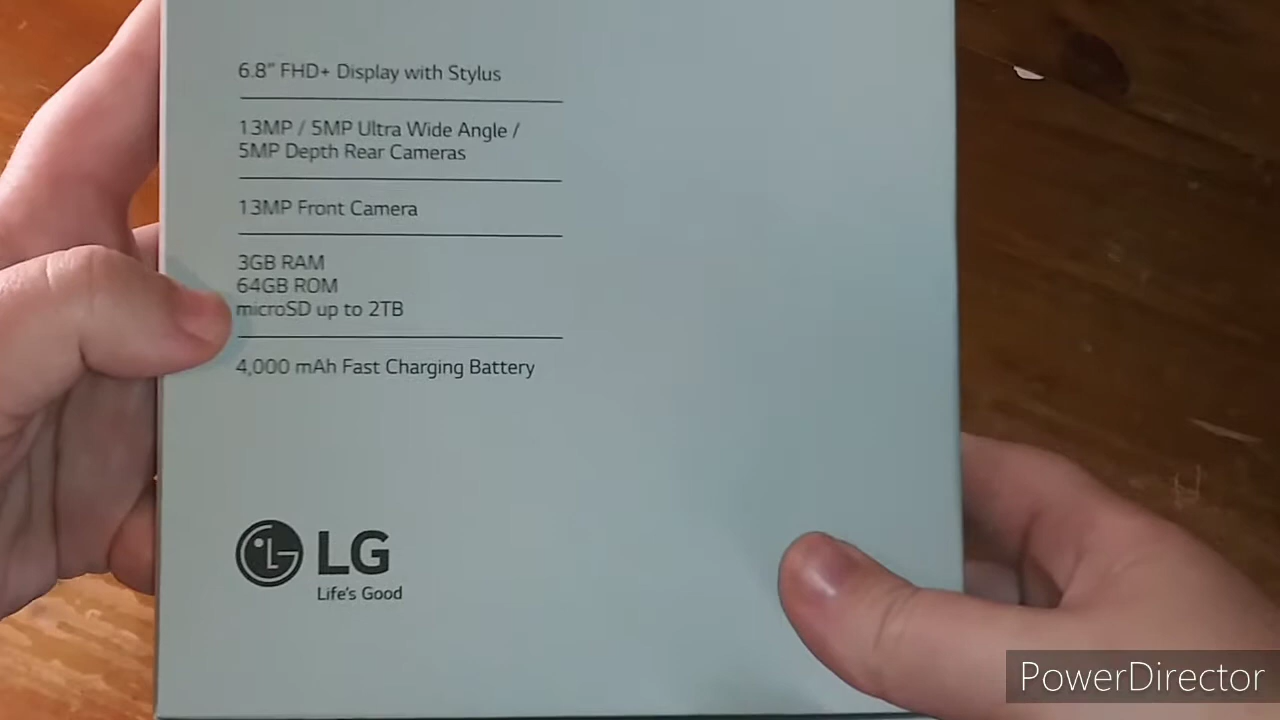 6.8" FHD+ Display with Stylus
13MP / 5MP Ultra Wide Angle /
5MP Depth Rear Cameras
13MP Front Camera
3GB RAM
64GB ROM
microSD up to 2TB
4,000 mAh Fast Charging Battery
LG
Life's Good
PowerDirector